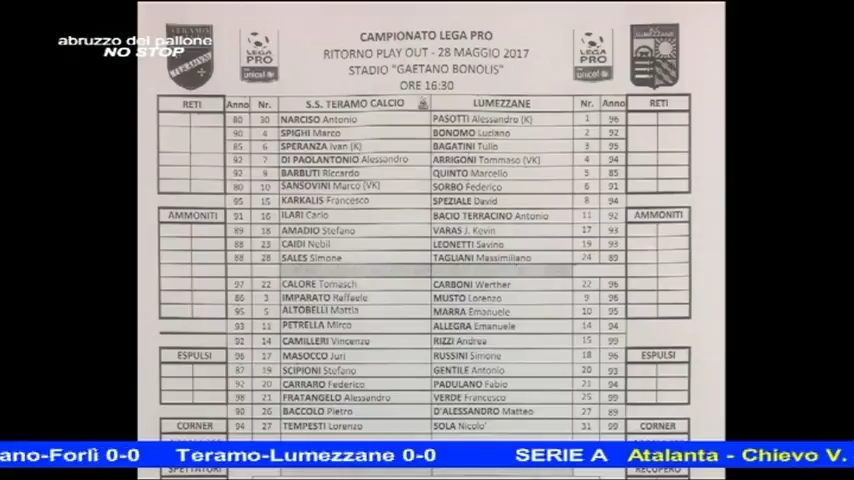 abruzzo del pallone
NO STOP
TERAMO
LEGA
PRO
unicef
CAMPIONATO LEGA PRO
RITORNO PLAY OUT - 28 MAGGIO 2017
STADIO "GAETANO BONOLIS"
ORE 16:30
LEGA
PRO
unicef
LUMEZZANE
RETI Anno Nr. S.S. TERAMO CALCIO LUMEZZANE Nr. Anno RETI
80 30 NARCISO Antonio PASOTTI Alessandro (K) 1 96
90 4 SPIGHI Marco BONOMO Luciano 2 92
85 6 SPERANZA Ivan (K) BAGATINI Tulio 3 95
92 7 DI PAOLANTONIO Alessandro ARRIGONI Tommaso (VK) 4 94
92 BARBUTI Riccardo QUINTO Marcello 5 85
80 10 SANSOVINI Marco (VK) SORBO Federico 6 91
95 15 KARKALIS Francesco SPEZIALE David 8 94
AMMONITI 91 16 ILARI Carlo BACIO TERRACINO Antonio 11 92 AMMONITI
89 18 AMADIO Stefano VARAS J. Kevin 17 93
88 23 CAIDI Nebil LEONETTI Savino 19 93
88 28 SALES Simone TAGLIANI Massimiliano 24 89
97 22 CALORE Tomasch CARBONI Werther 22 96
86 3 IMPARATO Raffaele MUSTO Lorenzo 9 96
95 5 ALTOBELLI Mattia MARRA Emanuele 10 95
93 11 PETRELLA Mirco ALLEGRA Emanuele 14 94
92 14 CAMILLERI Vincenzo RIZZI Andrea 15 99
ESPULSI 96 17 MASOCCO Juri RUSSINI Simone 18 96 ESPULSI
87 19 SCIPIONI Stefano GENTILE Antonio 20 93
92 20 CARRARO Federico PADULANO Fabio 21 94
98 21 FRATANGELO Alessandro VERDE Francesco 25 99
90 26 BACCOLO Pietro D'ALESSANDRO Matteo 27 89
CORNER 94 27 TEMPESTI Lorenzo SOLA Nicolo' 31 99 CORNER
ano-Forlì 0-0 Teramo-Lumezzane 0-0 SERIE A Atalanta - Chievo V.
SPETTATORI RECUPERO